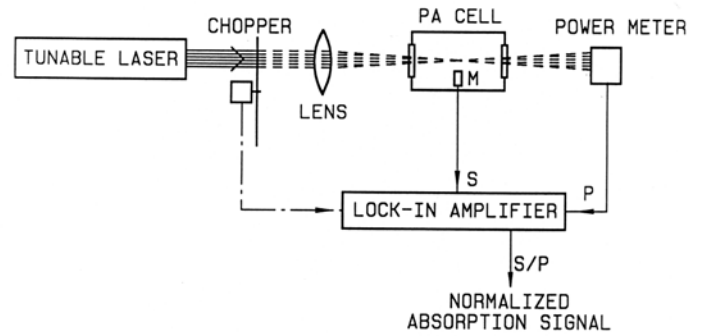 CHOPPER
PA CELL
POWER METER
TUNABLE LASER
M
LENS
S
P
LOCK-IN AMPLIFIER
S/P
NORMALIZED
ABSORPTION SIGNAL